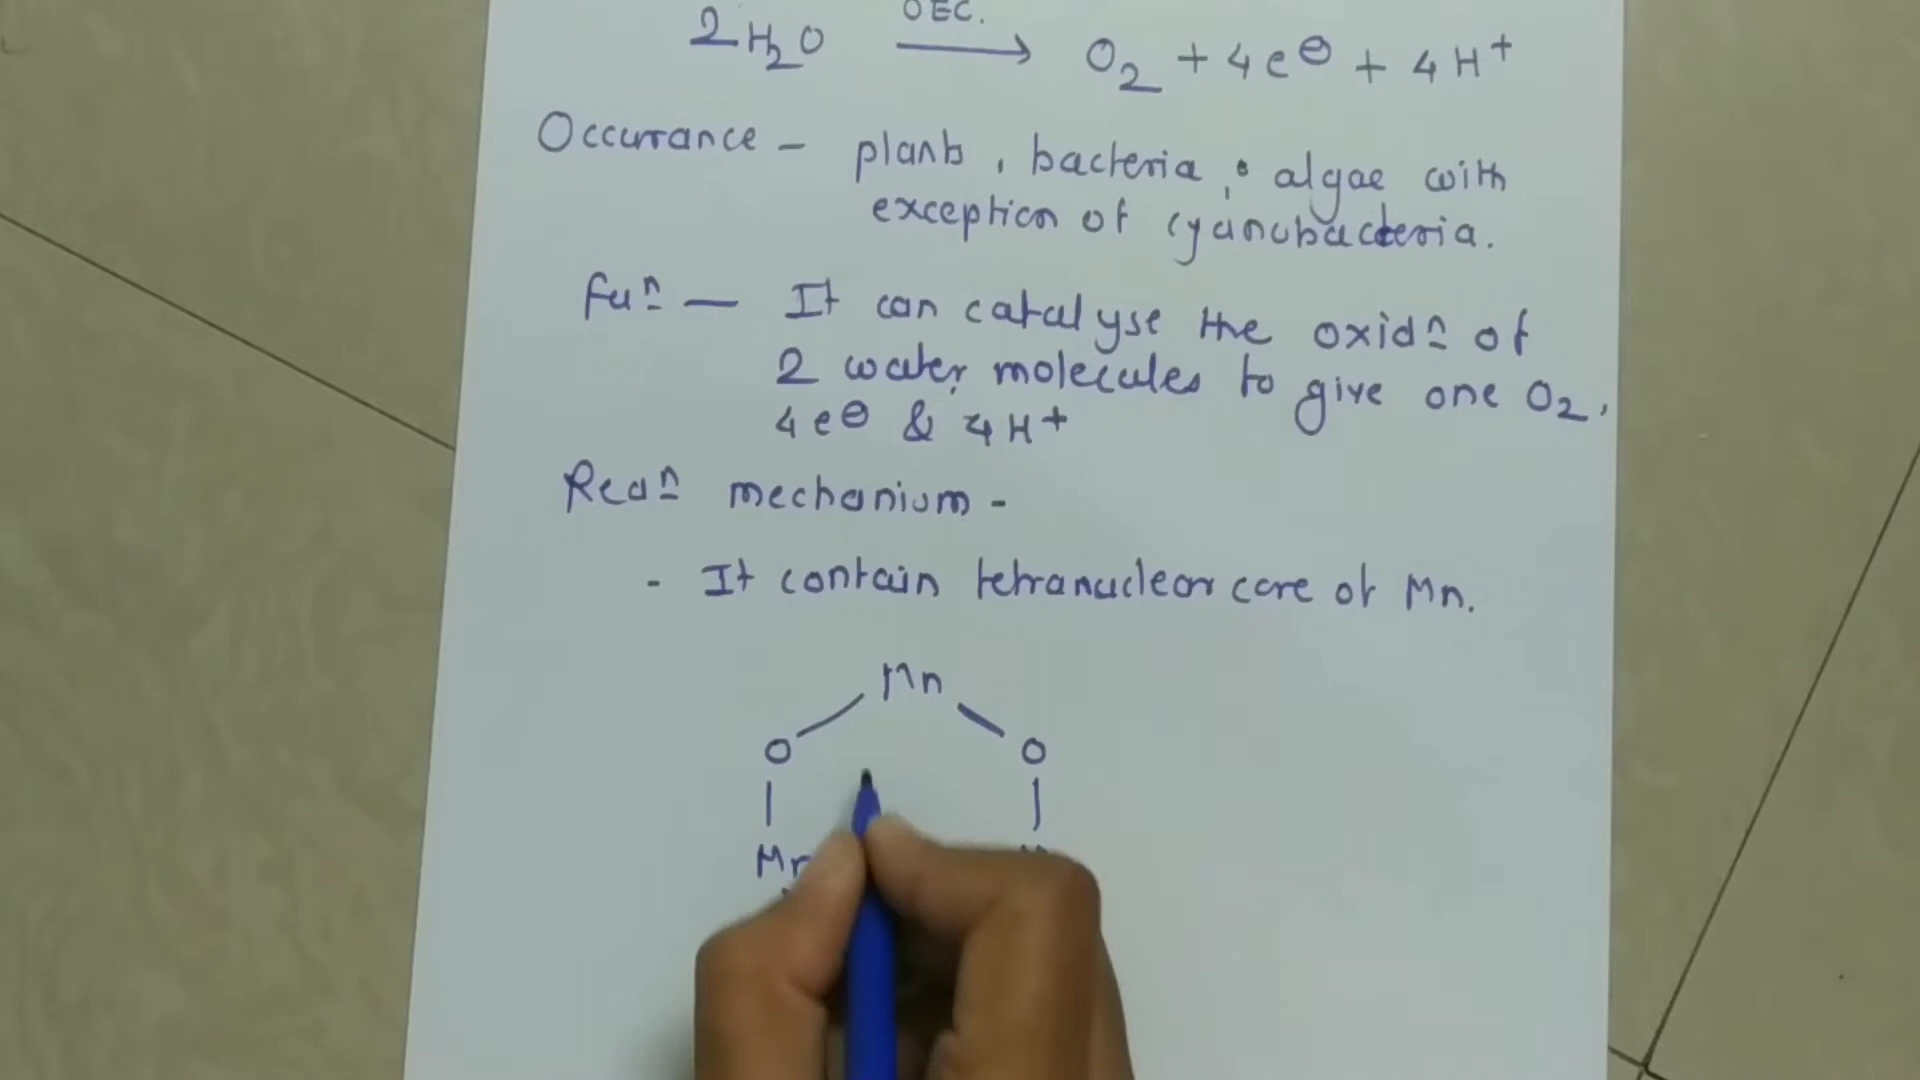 OEC.
2H₂O ⟶ O₂ + 4e⊖ + 4H⁺
Occurrance – plants, bacteria, algae with
exception of cyanobacteria.
Fuⁿ — It can catalyse the oxidⁿ of
2 water molecules to give one O₂,
4e⊖ & 4H⁺
Reaⁿ mechanism -
- It contain tetranuclear core of Mn.
Mn
O O
Mn